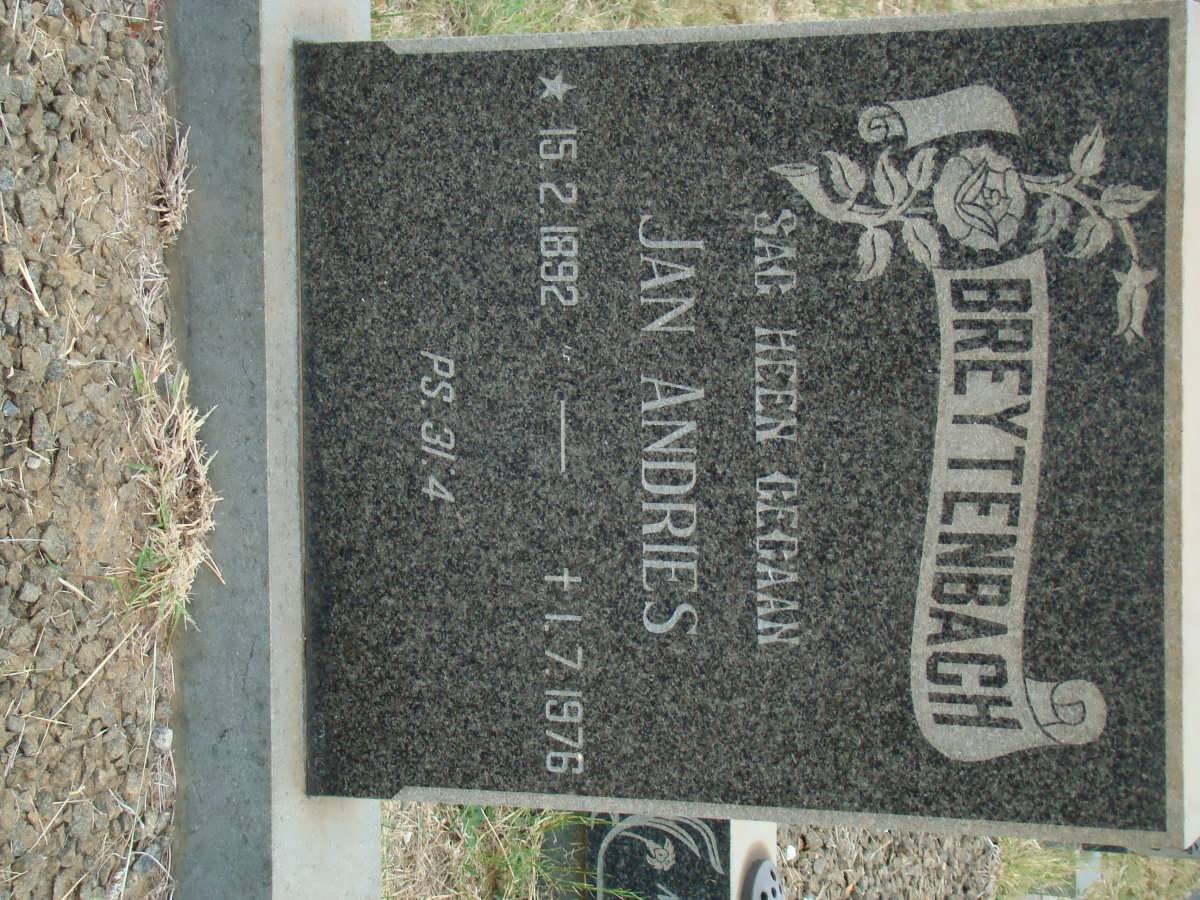 BREYTENBACH
SAG HEEN GEGAAN
JAN ANDRIES
★ 15.2.1892 — + 1.7.1976
PS. 31:4